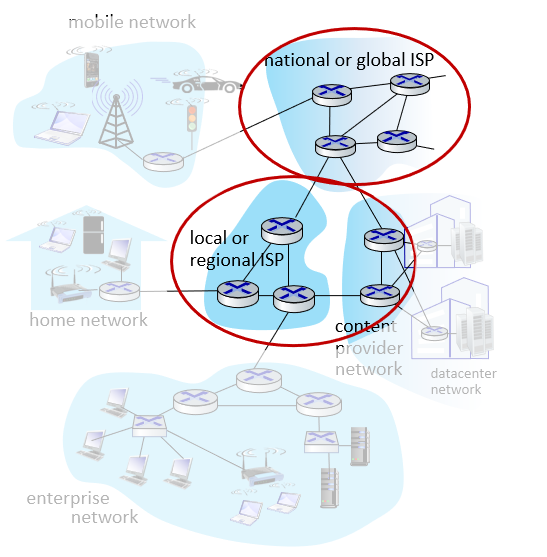 mobile network
national or global ISP
local or
regional ISP
home network
content
provider
network
datacenter
network
enterprise
network